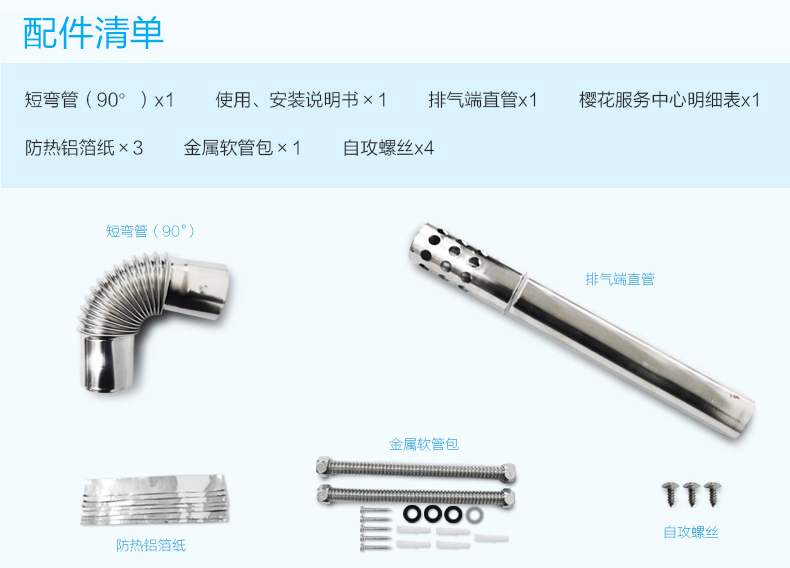 配件清单
短弯管（90° ）x1 使用、安装说明书×1 排气端直管x1 樱花服务中心明细表x1
防热铝箔纸×3 金属软管包×1 自攻螺丝x4
短弯管（90°）
排气端直管
金属软管包
防热铝箔纸
自攻螺丝